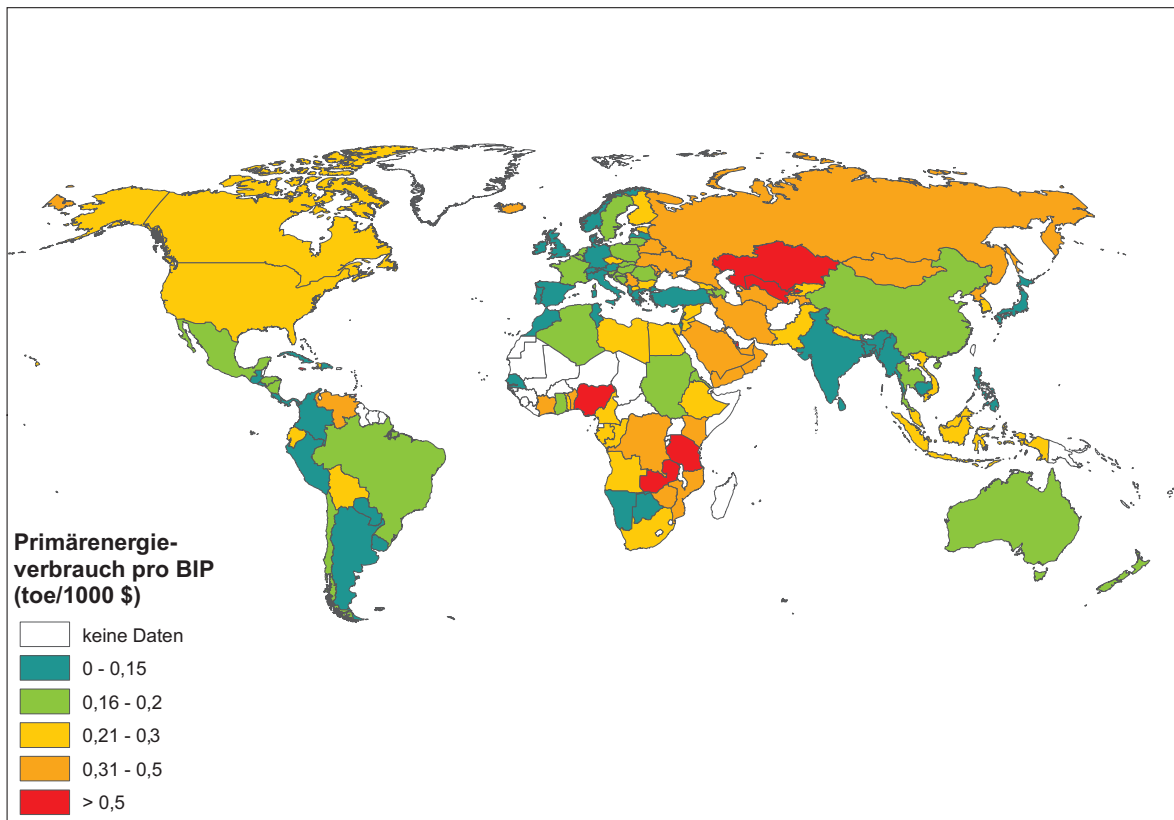 Primärenergie-
verbrauch pro BIP
(toe/1000 $)
keine Daten
0 - 0,15
0,16 - 0,2
0,21 - 0,3
0,31 - 0,5
> 0,5